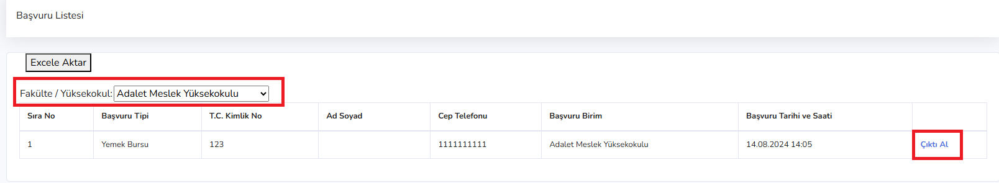 Başvuru Listesi
Excele Aktar
Fakülte / Yüksekokul: Adalet Meslek Yüksekokulu
Sıra No Başvuru Tipi T.C. Kimlik No Ad Soyad Cep Telefonu Başvuru Birim Başvuru Tarihi ve Saati
1 Yemek Bursu 123 1111111111 Adalet Meslek Yüksekokulu 14.08.2024 14:05 Çıktı Al